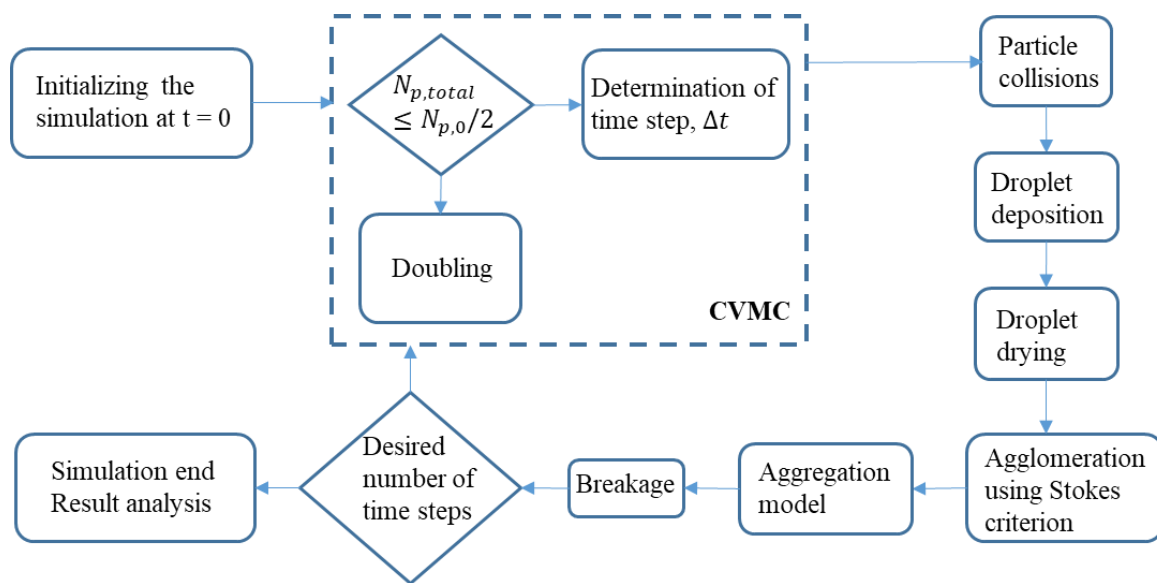 Initializing the
simulation at t = 0
N_{p,total}
≤ N_{p,0}/2
Determination of
time step, Δt
Doubling
CVMC
Particle
collisions
Droplet
deposition
Droplet
drying
Agglomeration
using Stokes
criterion
Aggregation
model
Breakage
Desired
number of
time steps
Simulation end
Result analysis